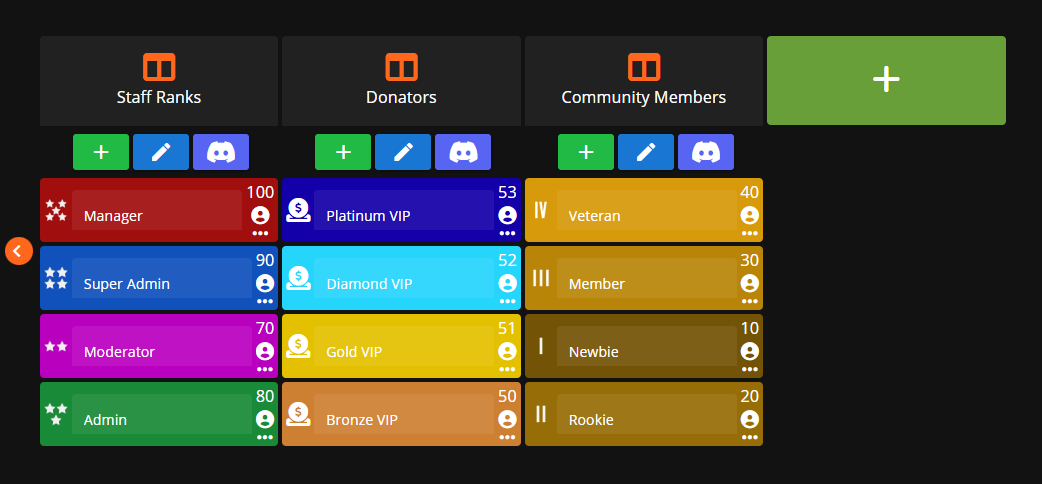 Staff Ranks
Donators
Community Members
100
Manager
90
Super Admin
70
Moderator
80
Admin
53
Platinum VIP
52
Diamond VIP
51
Gold VIP
50
Bronze VIP
40
IV
Veteran
30
III
Member
10
I
Newbie
20
II
Rookie